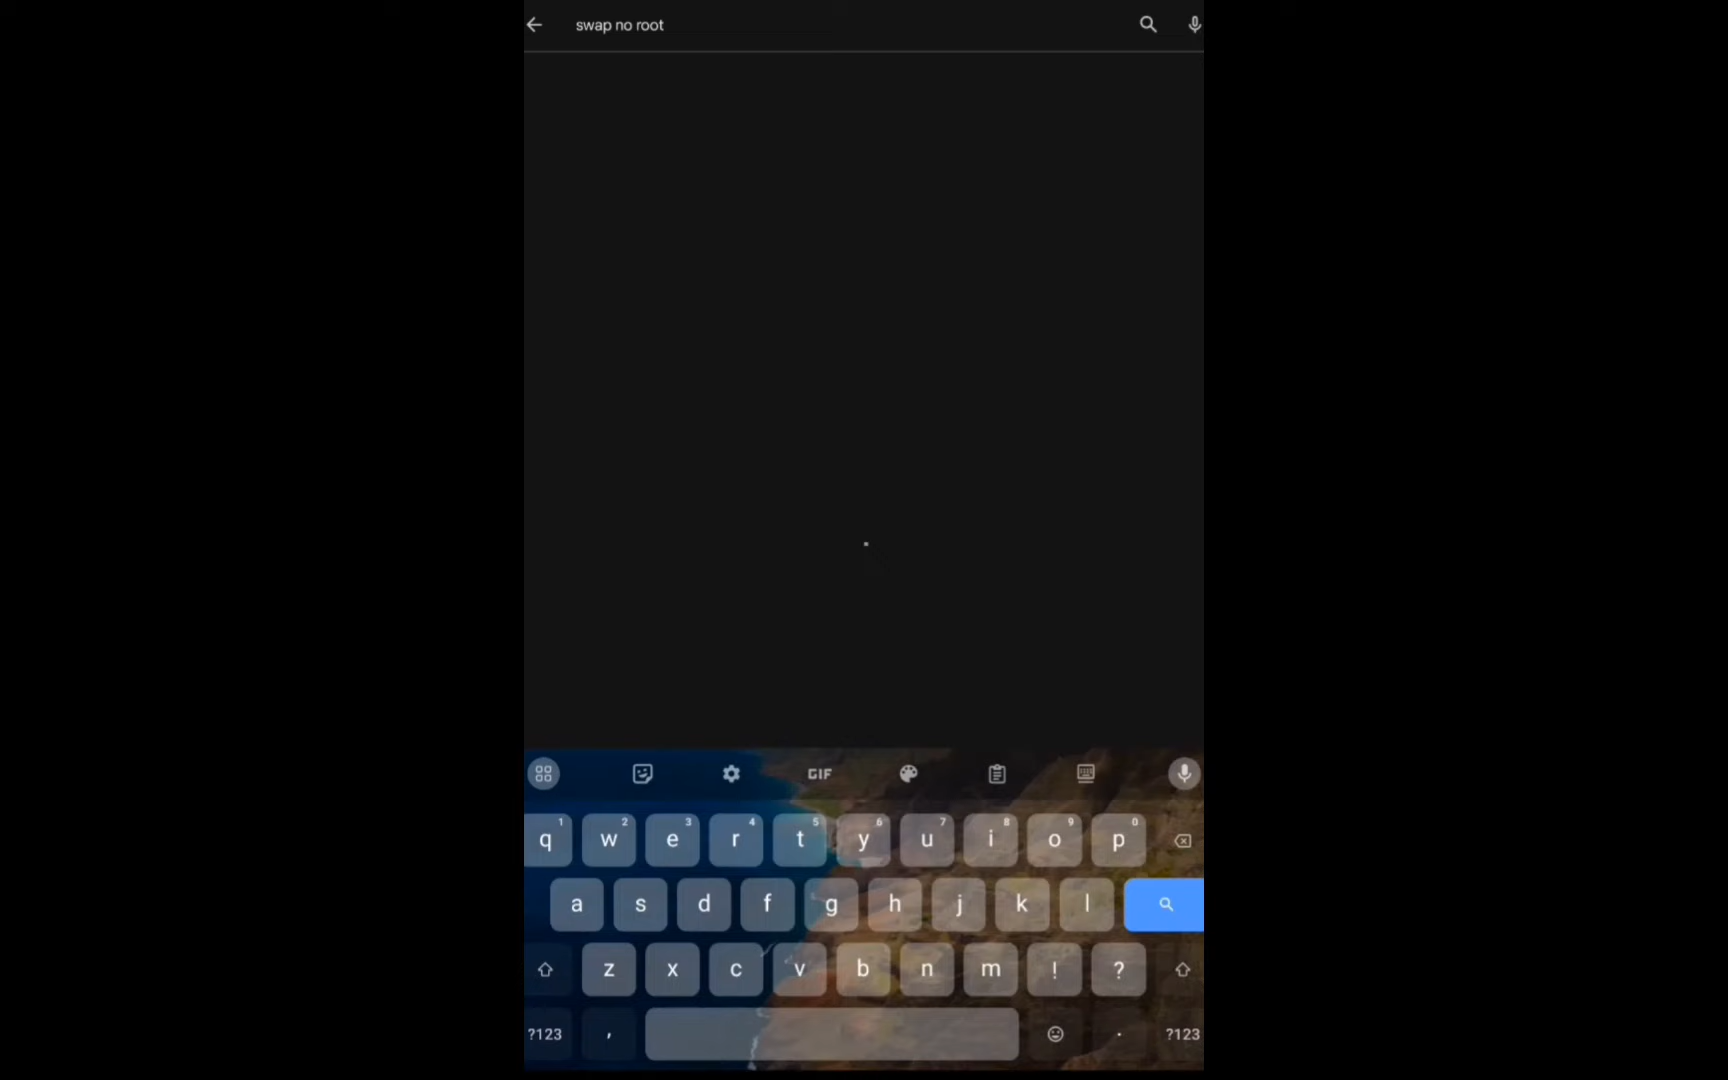 swap no root
GIF
q 1 w 2 e 3 r 4 t 5 y 6 u 7 i 8 o 9 p 0
a s d f g h j k l
z x c v b n m ! ?
?123 , . ?123